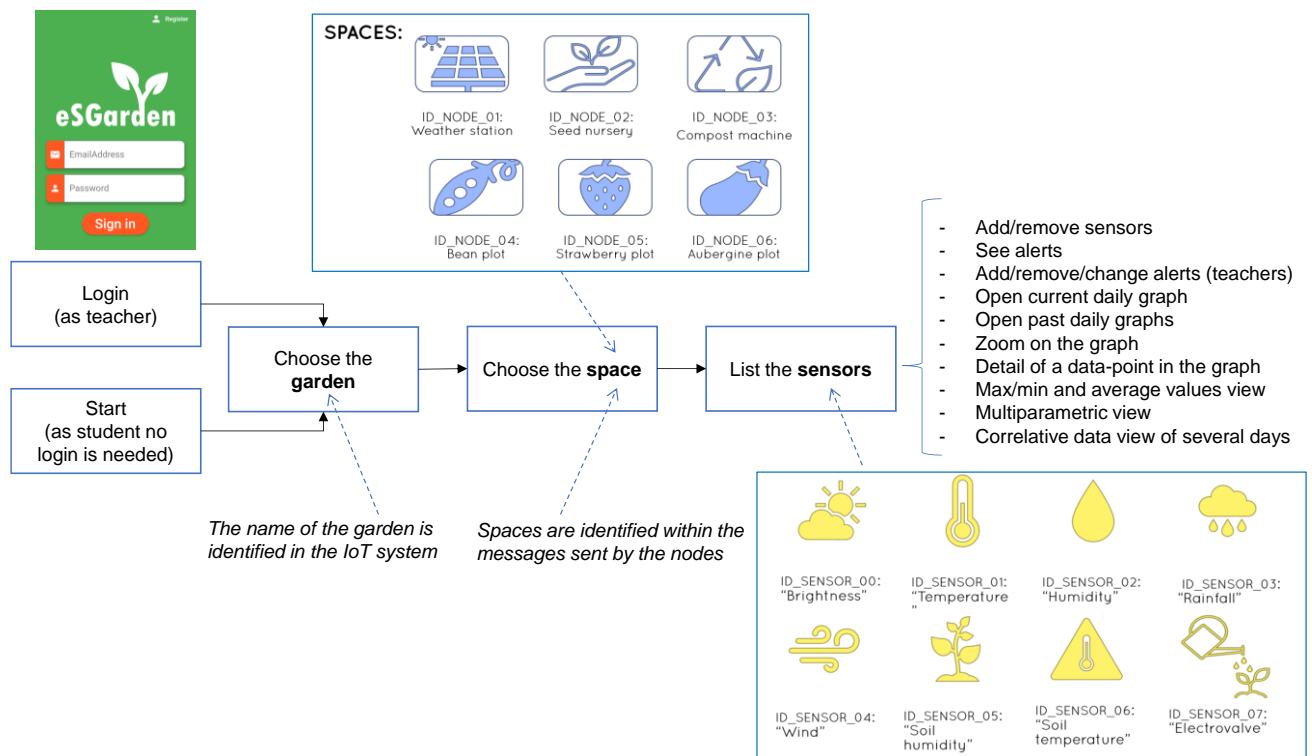 Register
eSGarden
EmailAddress
Password
Sign in
SPACES:
ID_NODE_01:
Weather station
ID_NODE_02:
Seed nursery
ID_NODE_03:
Compost machine
ID_NODE_04:
Bean plot
ID_NODE_05:
Strawberry plot
ID_NODE_06:
Aubergine plot
Login
(as teacher)
Start
(as student no
login is needed)
Choose the
garden
Choose the space
List the sensors
- Add/remove sensors
- See alerts
- Add/remove/change alerts (teachers)
- Open current daily graph
- Open past daily graphs
- Zoom on the graph
- Detail of a data-point in the graph
- Max/min and average values view
- Multiparametric view
- Correlative data view of several days
The name of the garden is
identified in the IoT system
Spaces are identified within the
messages sent by the nodes
ID_SENSOR_00:
“Brightness”
ID_SENSOR_01:
“Temperature
”
ID_SENSOR_02:
“Humidity”
ID_SENSOR_03:
“Rainfall”
ID_SENSOR_04:
“Wind”
ID_SENSOR_05:
“Soil
humidity”
ID_SENSOR_06:
“Soil
temperature”
ID_SENSOR_07:
“Electrovalve”